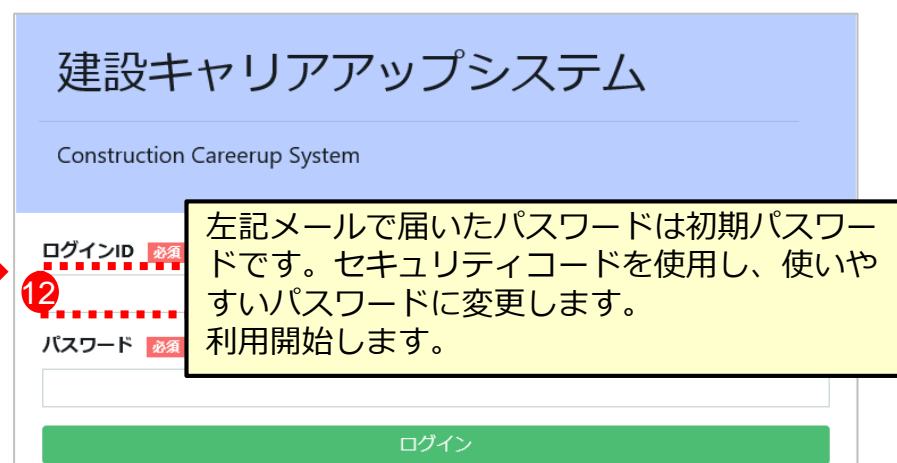 建設キャリアアップシステム
Construction Careerup System
ログインID 必須
12
左記メールで届いたパスワードは初期パスワー
ドです。セキュリティコードを使用し、使いや
すいパスワードに変更します。
利用開始します。
パスワード 必須
ログイン